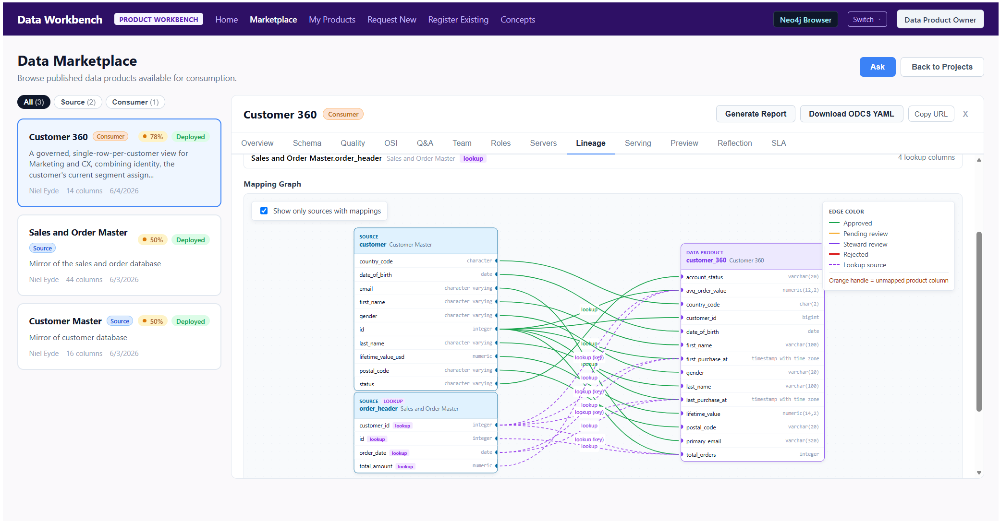 Data Workbench PRODUCT WORKBENCH Home Marketplace My Products Request New Register Existing Concepts Neo4j Browser Switch Data Product Owner
Data Marketplace
Browse published data products available for consumption.
Ask Back to Projects
All (3) Source (2) Consumer (1)
Customer 360 Consumer 78% Deployed
A governed, single-row-per-customer view for
Marketing and CX, combining identity, the
customer's current segment assign...
Niel Eyde 14 columns 6/4/2026
Sales and Order Master 50% Deployed
Source
Mirror of the sales and order database
Niel Eyde 44 columns 6/3/2026
Customer Master Source 50% Deployed
Mirror of customer database
Niel Eyde 16 columns 6/3/2026
Customer 360 Consumer Generate Report Download ODCS YAML Copy URL X
Overview Schema Quality OSI Q&A Team Roles Servers Lineage Serving Preview Reflection SLA
Sales and Order Master.order_header Sales and Order Master lookup 4 lookup columns
Mapping Graph
Show only sources with mappings
SOURCE
customer Customer Master
country_code character
date_of_birth date
email character varying
first_name character varying
gender character varying
id integer
last_name character varying
lifetime_value_usd numeric
postal_code character varying
status character varying
SOURCE LOOKUP
order_header Sales and Order Master
customer_id lookup integer
id lookup integer
order_date lookup date
total_amount lookup numeric
lookup
lookup
lookup (key)
lookup
lookup
lookup (key)
lookup
lookup (key)
lookup
lookup (key)
lookup
DATA PRODUCT
customer_360 Customer 360
account_status varchar(20)
avg_order_value numeric(12,2)
country_code char(2)
customer_id bigint
date_of_birth date
first_name varchar(100)
first_purchase_at timestamp with time zone
gender varchar(20)
last_name varchar(100)
last_purchase_at timestamp with time zone
lifetime_value numeric(14,2)
postal_code varchar(20)
primary_email varchar(320)
total_orders integer
EDGE COLOR
Approved
Pending review
Steward review
Rejected
Lookup source
Orange handle = unmapped product column